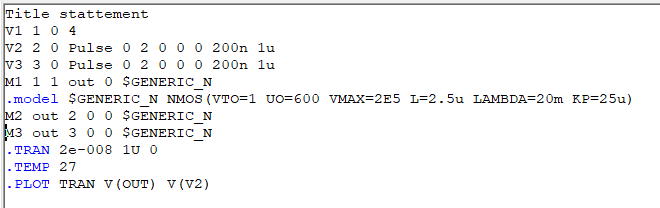 Title stattement
V1 1 0 4
V2 2 0 Pulse 0 2 0 0 0 200n 1u
V3 3 0 Pulse 0 2 0 0 0 200n 1u
M1 1 1 out 0 $GENERIC_N
.model $GENERIC_N NMOS(VTO=1 UO=600 VMAX=2E5 L=2.5u LAMBDA=20m KP=25u)
M2 out 2 0 0 $GENERIC_N
M3 out 3 0 0 $GENERIC_N
.TRAN 2e-008 1U 0
.TEMP 27
.PLOT TRAN V(OUT) V(V2)